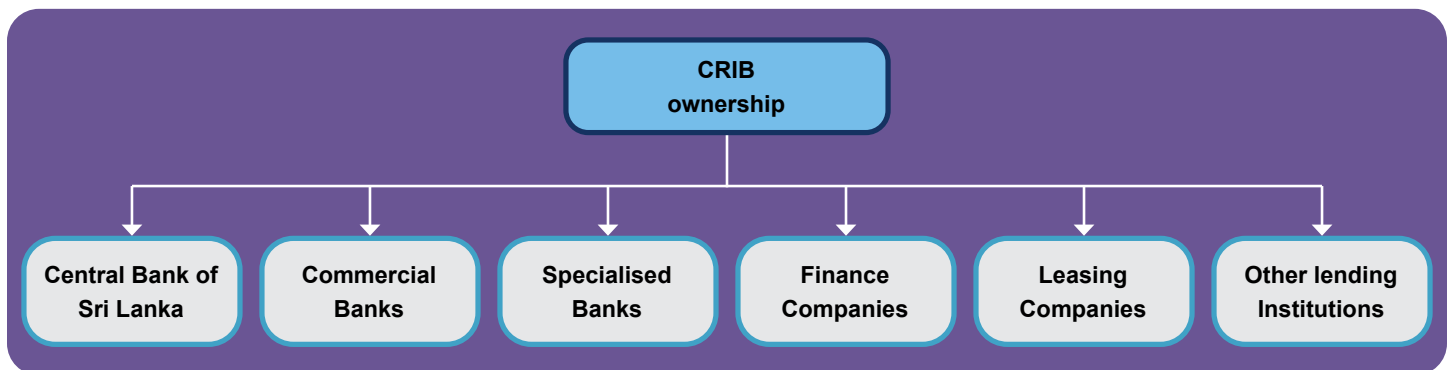 CRIB
ownership
Central Bank of
Sri Lanka
Commercial
Banks
Specialised
Banks
Finance
Companies
Leasing
Companies
Other lending
Institutions